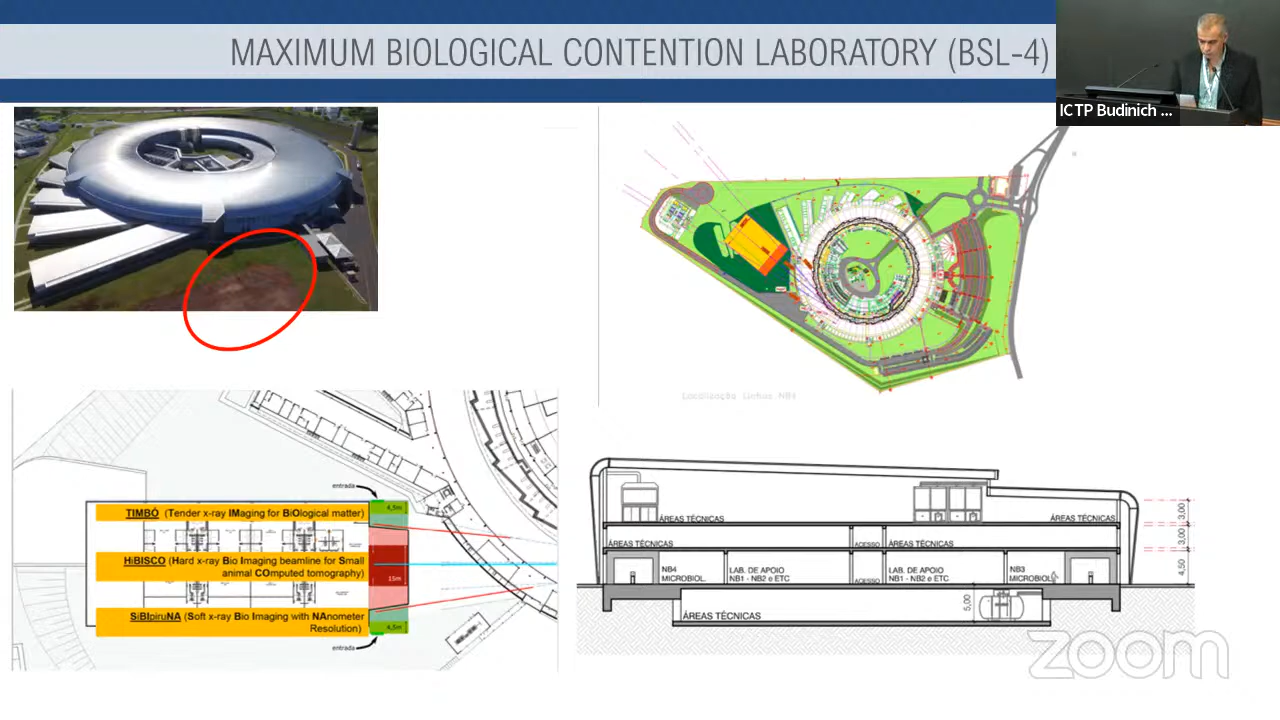 MAXIMUM BIOLOGICAL CONTENTION LABORATORY (BSL-4)
ICTP Budinich ...
Localização Linhas NB4
entrada
TIMBÓ (Tender x-ray IMaging for BiOlogical matter)
4,5m
HiBISCO (Hard x-ray Bio Imaging beamline for Small
animal COmputed tomography)
15m
SiBIpiruNA (Soft x-ray Bio Imaging with NAnometer
Resolution)
4,5m
entrada
ÁREAS TÉCNICAS
ÁREAS TÉCNICAS
3,00
ÁREAS TÉCNICAS
ACESSO
ÁREAS TÉCNICAS
3,00
NB4
MICROBIOL.
LAB. DE APOIO
NB1 - NB2 e ETC
ACESSO
LAB. DE APOIO
NB1 - NB2 e ETC
NB3
MICROBIOL.
4,50
ÁREAS TÉCNICAS
5,00
zoom